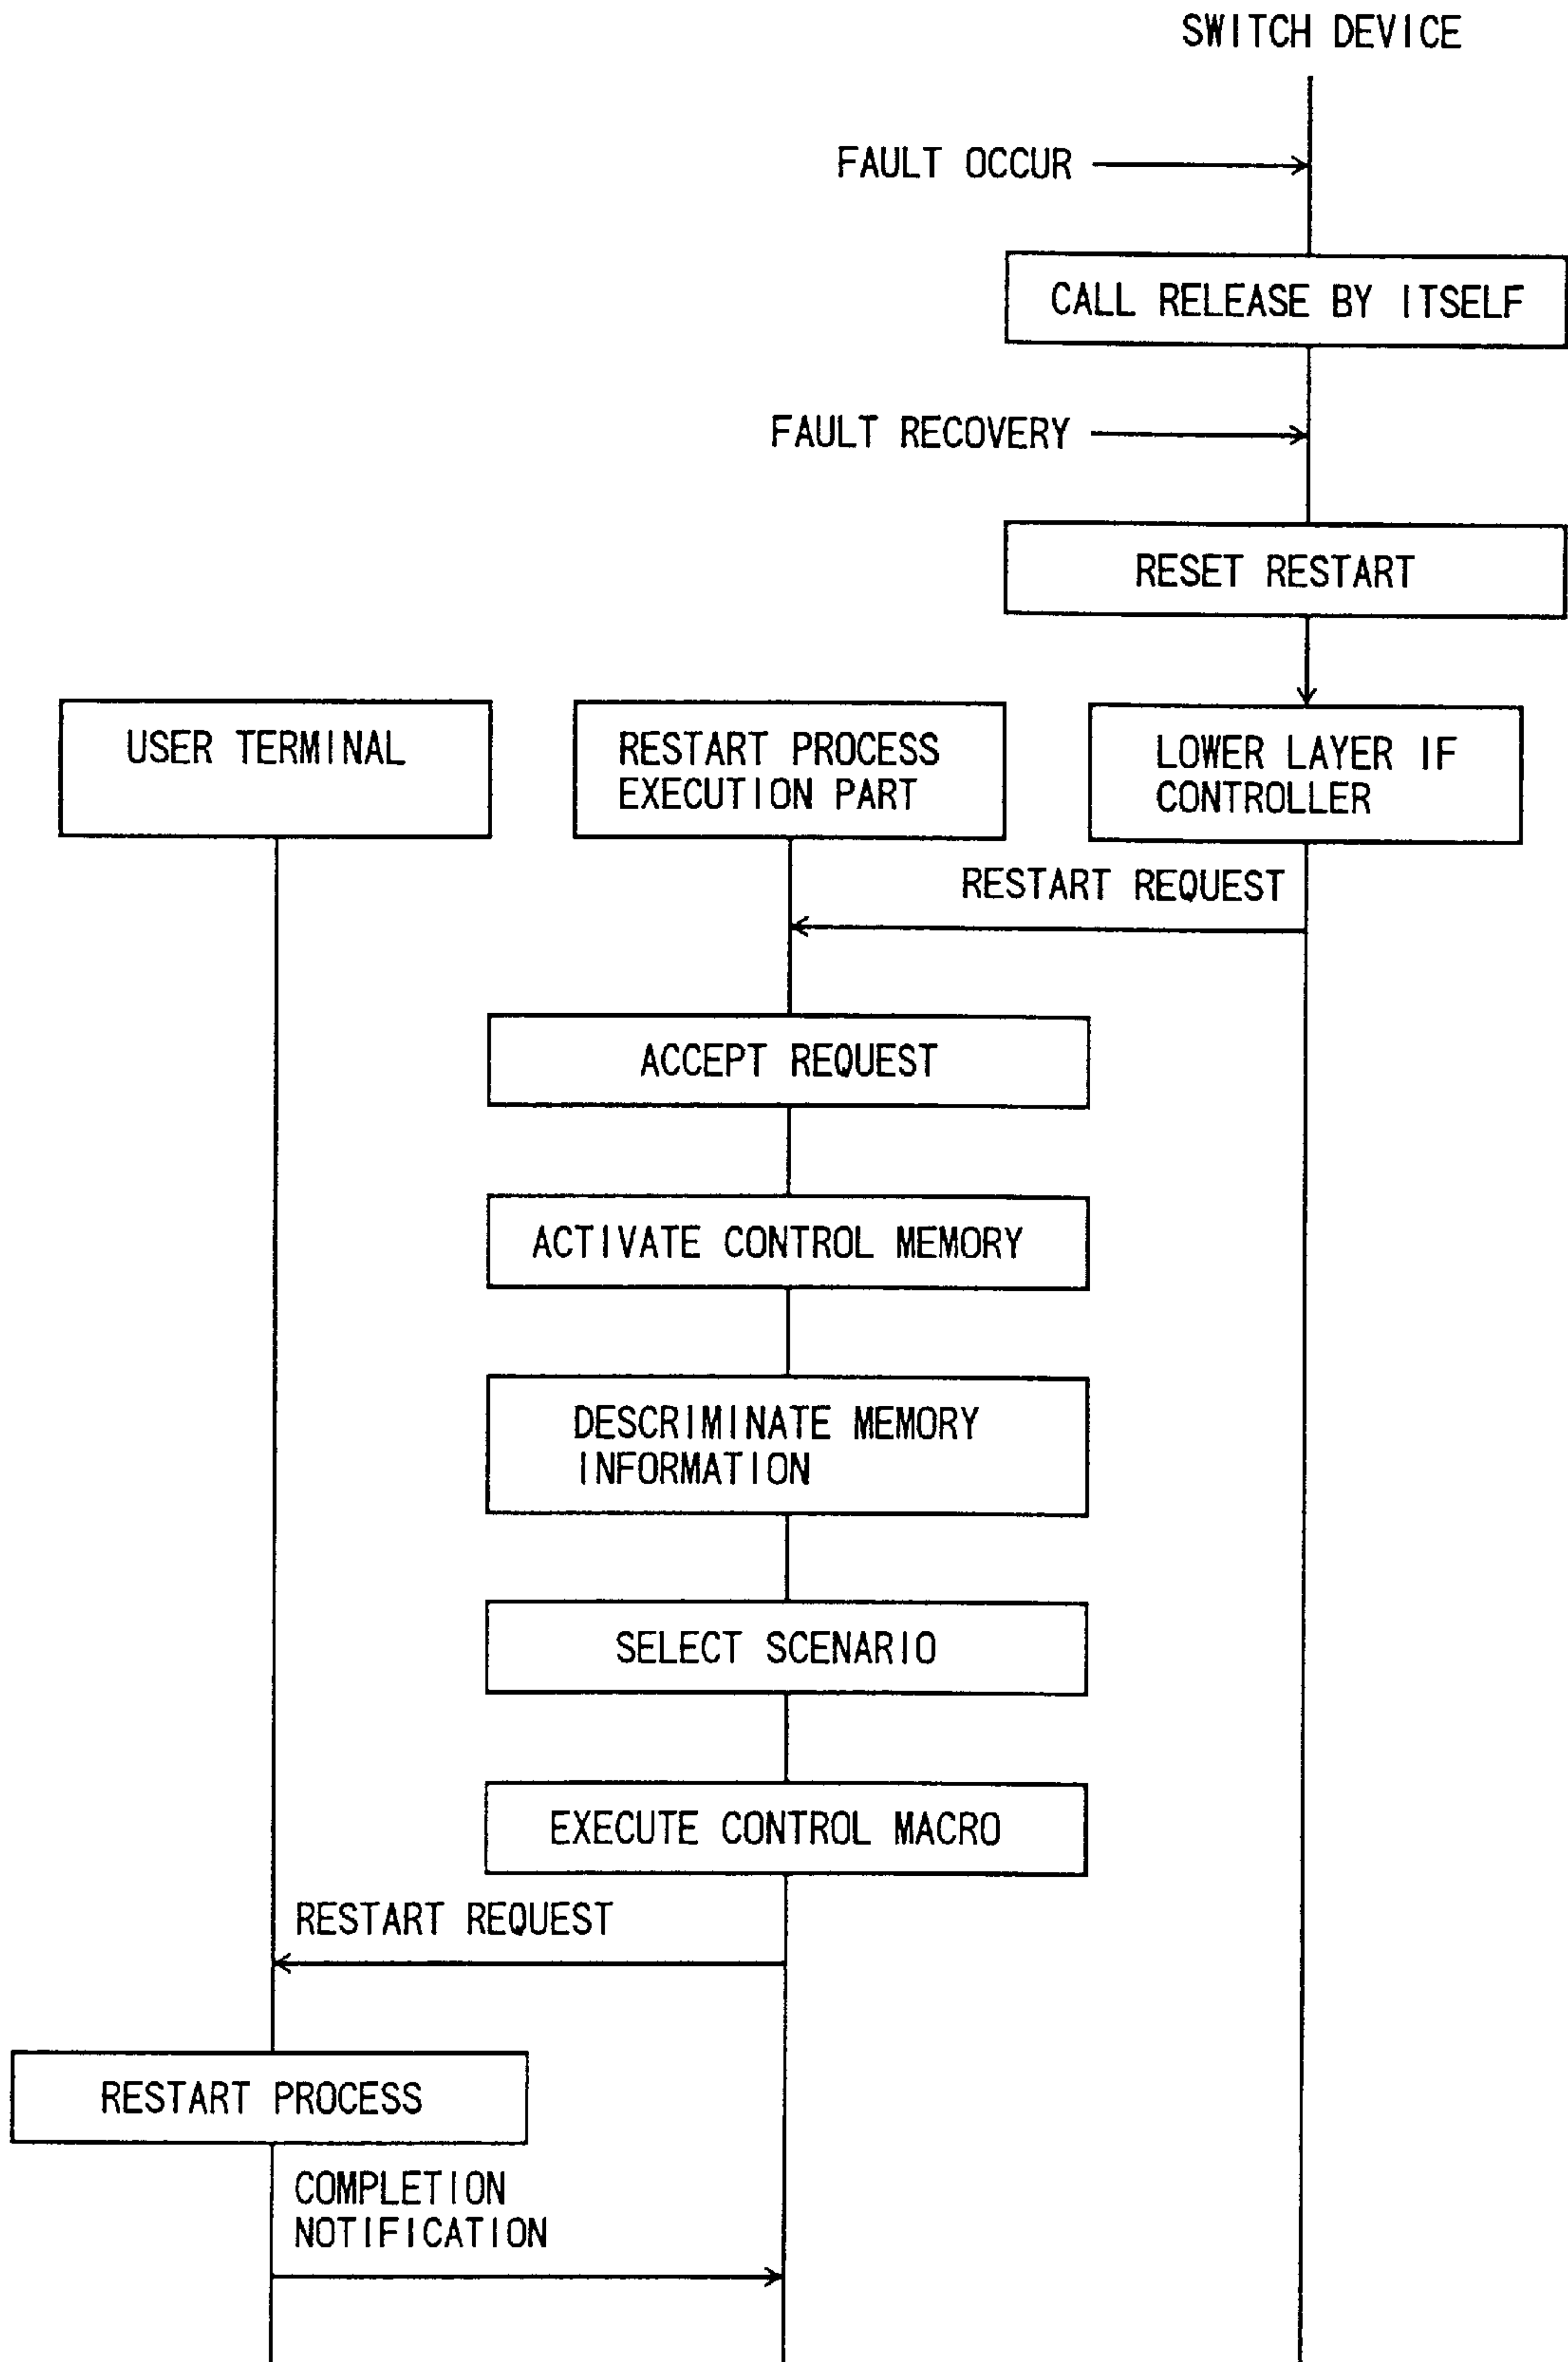 SWITCH DEVICE
FAULT OCCUR
CALL RELEASE BY ITSELF
FAULT RECOVERY
RESET RESTART
USER TERMINAL
RESTART PROCESS
EXECUTION PART
LOWER LAYER IF
CONTROLLER
RESTART REQUEST
ACCEPT REQUEST
ACTIVATE CONTROL MEMORY
DESCRIMINATE MEMORY
INFORMATION
SELECT SCENARIO
EXECUTE CONTROL MACRO
RESTART REQUEST
RESTART PROCESS
COMPLETION
NOTIFICATION